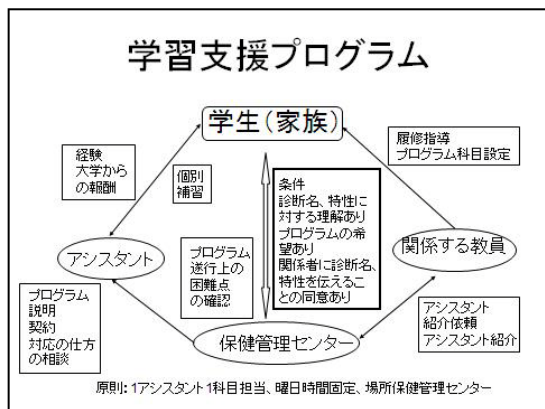 学習支援プログラム
学生(家族)
経験
大学から
の報酬
個別
補習
条件
診断名、特性に
対する理解あり
プログラムの希
望あり
関係者に診断名、
特性を伝えるこ
との同意あり
履修指導
プログラム科目設定
アシスタント
関係する教員
プログラム
説明
契約
対応の仕方
の相談
プログラム
逐行上の
困難点
の確認
アシスタント
紹介依頼
アシスタント紹介
保健管理センター
原則:1アシスタント1科目担当、曜日時間固定、場所保健管理センター